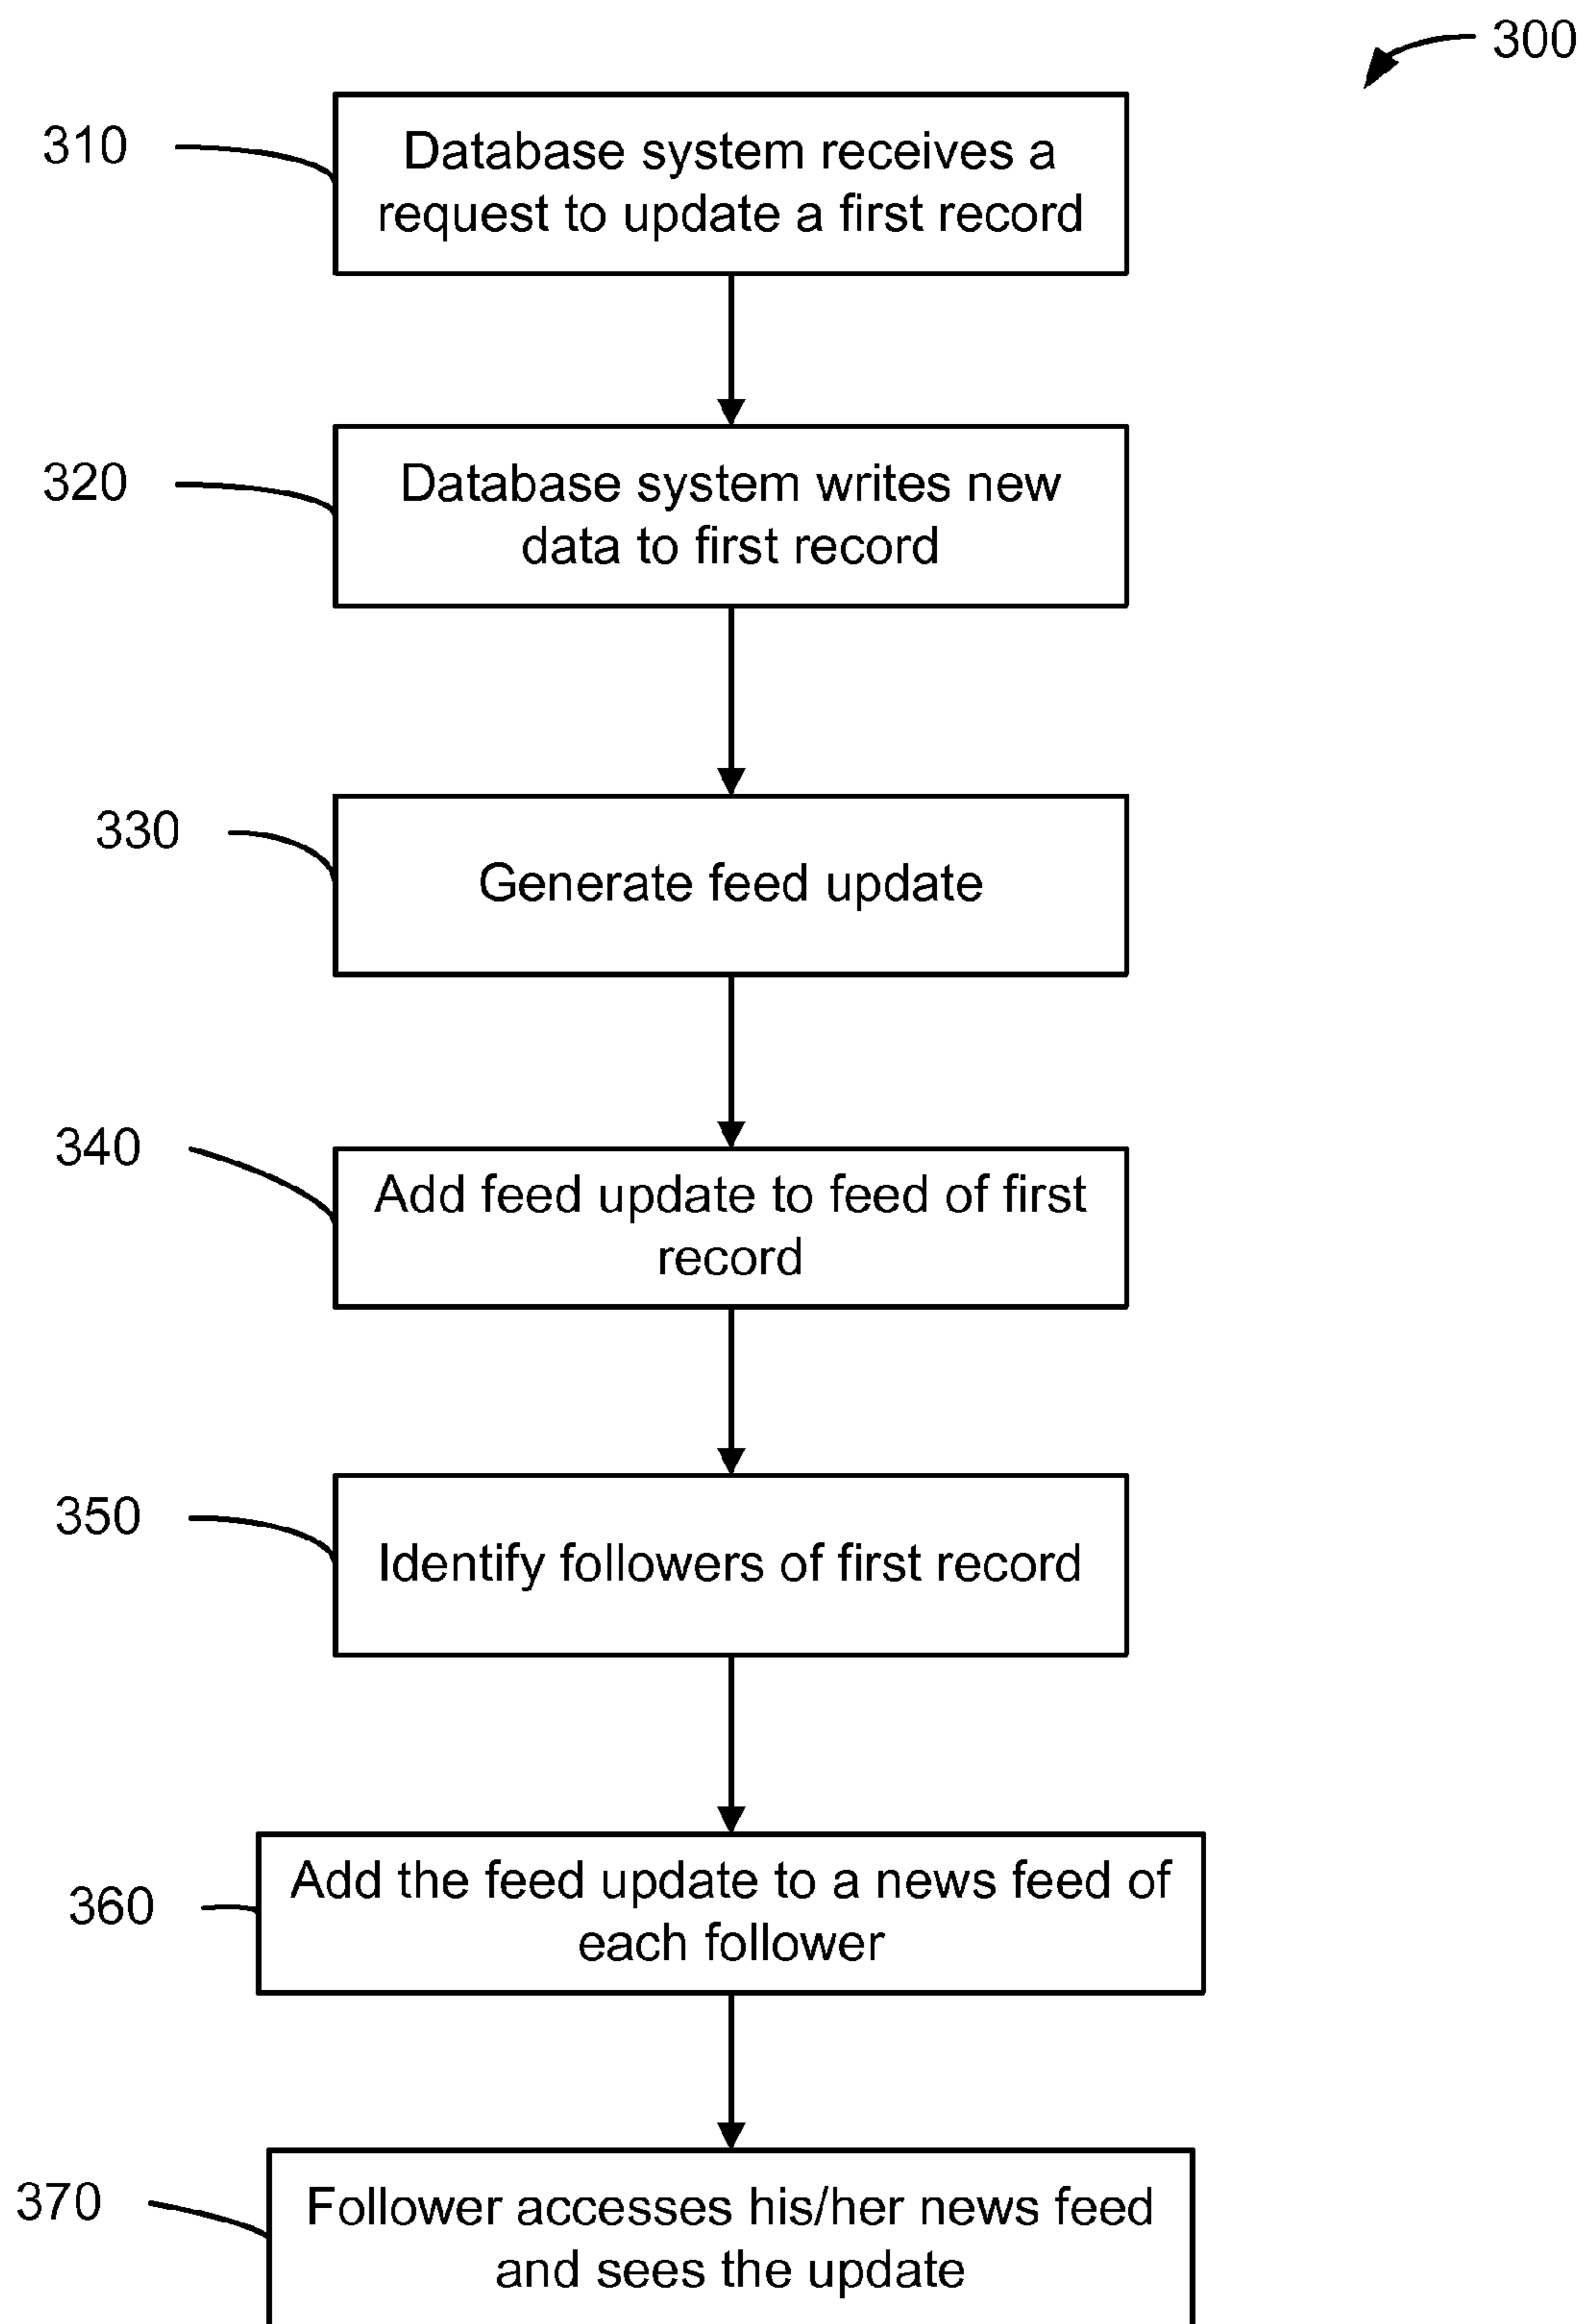 300
310
Database system receives a
request to update a first record
320
Database system writes new
data to first record
330
Generate feed update
340
Add feed update to feed of first
record
350
Identify followers of first record
360
Add the feed update to a news feed of
each follower
370
Follower accesses his/her news feed
and sees the update